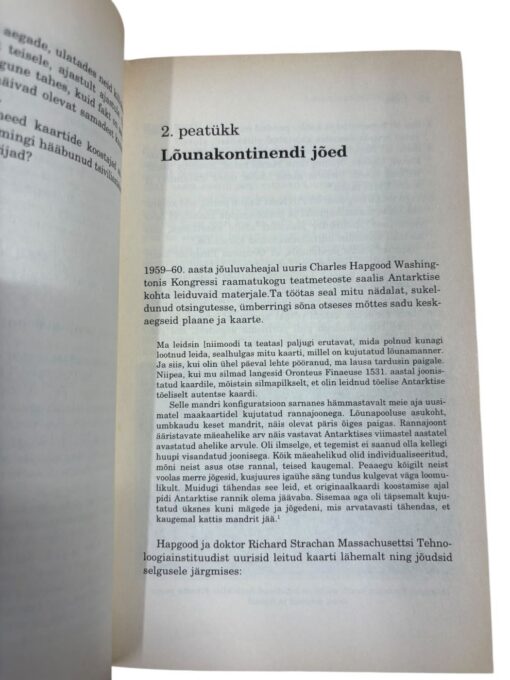 aegade, ulatades neid
teisele, ajastult ajastule
tahes, kuid
olevat samadest
need kaartide koostajad
mingi hääbunud
2. peatükk
Lõunakontinendi jõed
1959–60. aasta jõuluvaheajal uuris Charles Hapgood Washing-
tonis Kongressi raamatukogu teatmeteoste saalis Antarktise
kohta leiduvaid materjale.Ta töötas seal mitu nädalat, sukel-
dunud otsingutesse, ümberringi sõna otseses mõttes sadu kesk-
aegseid plaane ja kaarte.
Ma leidsin [niimoodi ta teatas] paljugi erutavat, mida polnud kunagi
lootnud leida, sealhulgas mitu kaarti, millel on kujutatud lõunamanner.
Ja siis, kui olin ühel päeval lehte pööranud, ma lausa tardusin paigale.
Niipea, kui mu silmad langesid Oronteus Finaeuse 1531. aastal joonis-
tatud kaardile, mõistsin silmapilkselt, et olin leidnud tõelise Antarktise
tõeliselt autentse kaardi.
Selle mandri konfiguratsioon sarnanes hämmastavalt meie aja uusi-
matel maakaartidel kujutatud rannajoonega. Lõunapooluse asukoht,
umbkaudu keset mandrit, näis olevat päris õiges paigas. Rannajoont
ääristavate mäeahelike arv näis vastavat Antarktises viimastel aastatel
avastatud ahelike arvule. Oli ilmselge, et tegemist ei saanud olla kellegi
huupi visandatud joonisega. Kõik mäeahelikud olid individualiseeritud,
mõni neist asus otse rannal, teised kaugemal. Peaaegu kõigilt neist
voolas merre jõgesid, kusjuures igaühe säng tundus kulgevat väga loomu-
likult. Mulugi tähendas see leid, et originaalkaardi koostamise ajal
pidi Antarktise rannik olema jäävaba. Sisemaa aga oli täpsemalt kuju-
tatud üksnes kuni mägede ja jõgedeni, mis arvatavasti tähendas, et
kaugemal kattis mandrit jää.¹
Hapgood ja doktor Richard Strachan Massachusettsi Tehno-
loogiainstituudist uurisid leitud kaarti lähemalt ning jõudsid
selgusele järgmises: